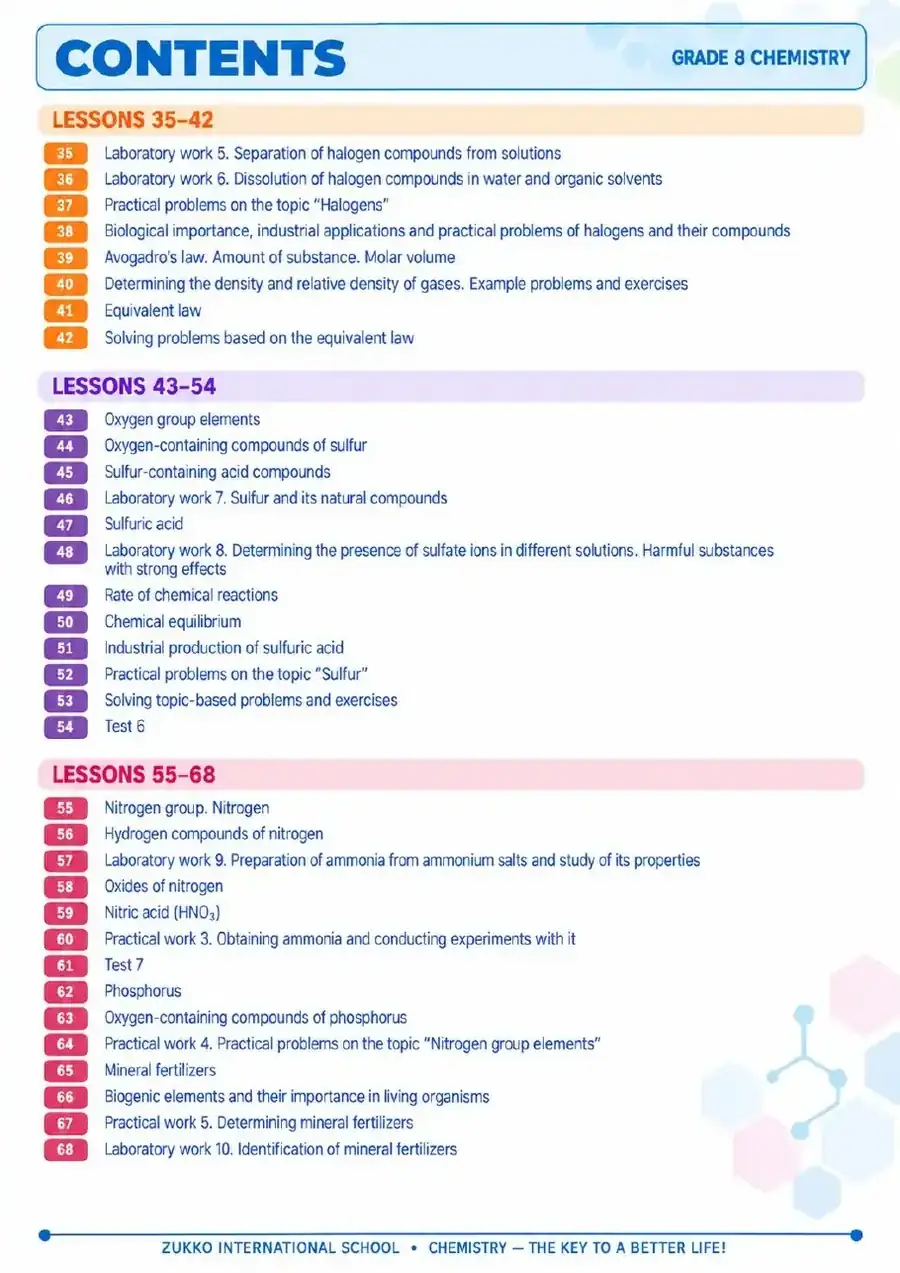 CONTENTS
GRADE 8 CHEMISTRY
LESSONS 35–42
35 Laboratory work 5. Separation of halogen compounds from solutions
36 Laboratory work 6. Dissolution of halogen compounds in water and organic solvents
37 Practical problems on the topic “Halogens”
38 Biological importance, industrial applications and practical problems of halogens and their compounds
39 Avogadro's law. Amount of substance. Molar volume
40 Determining the density and relative density of gases. Example problems and exercises
41 Equivalent law
42 Solving problems based on the equivalent law
LESSONS 43–54
43 Oxygen group elements
44 Oxygen-containing compounds of sulfur
45 Sulfur-containing acid compounds
46 Laboratory work 7. Sulfur and its natural compounds
47 Sulfuric acid
48 Laboratory work 8. Determining the presence of sulfate ions in different solutions. Harmful substances
with strong effects
49 Rate of chemical reactions
50 Chemical equilibrium
51 Industrial production of sulfuric acid
52 Practical problems on the topic “Sulfur”
53 Solving topic-based problems and exercises
54 Test 6
LESSONS 55–68
55 Nitrogen group. Nitrogen
56 Hydrogen compounds of nitrogen
57 Laboratory work 9. Preparation of ammonia from ammonium salts and study of its properties
58 Oxides of nitrogen
59 Nitric acid (HNO₃)
60 Practical work 3. Obtaining ammonia and conducting experiments with it
61 Test 7
62 Phosphorus
63 Oxygen-containing compounds of phosphorus
64 Practical work 4. Practical problems on the topic “Nitrogen group elements”
65 Mineral fertilizers
66 Biogenic elements and their importance in living organisms
67 Practical work 5. Determining mineral fertilizers
68 Laboratory work 10. Identification of mineral fertilizers
ZUKKO INTERNATIONAL SCHOOL • CHEMISTRY — THE KEY TO A BETTER LIFE!